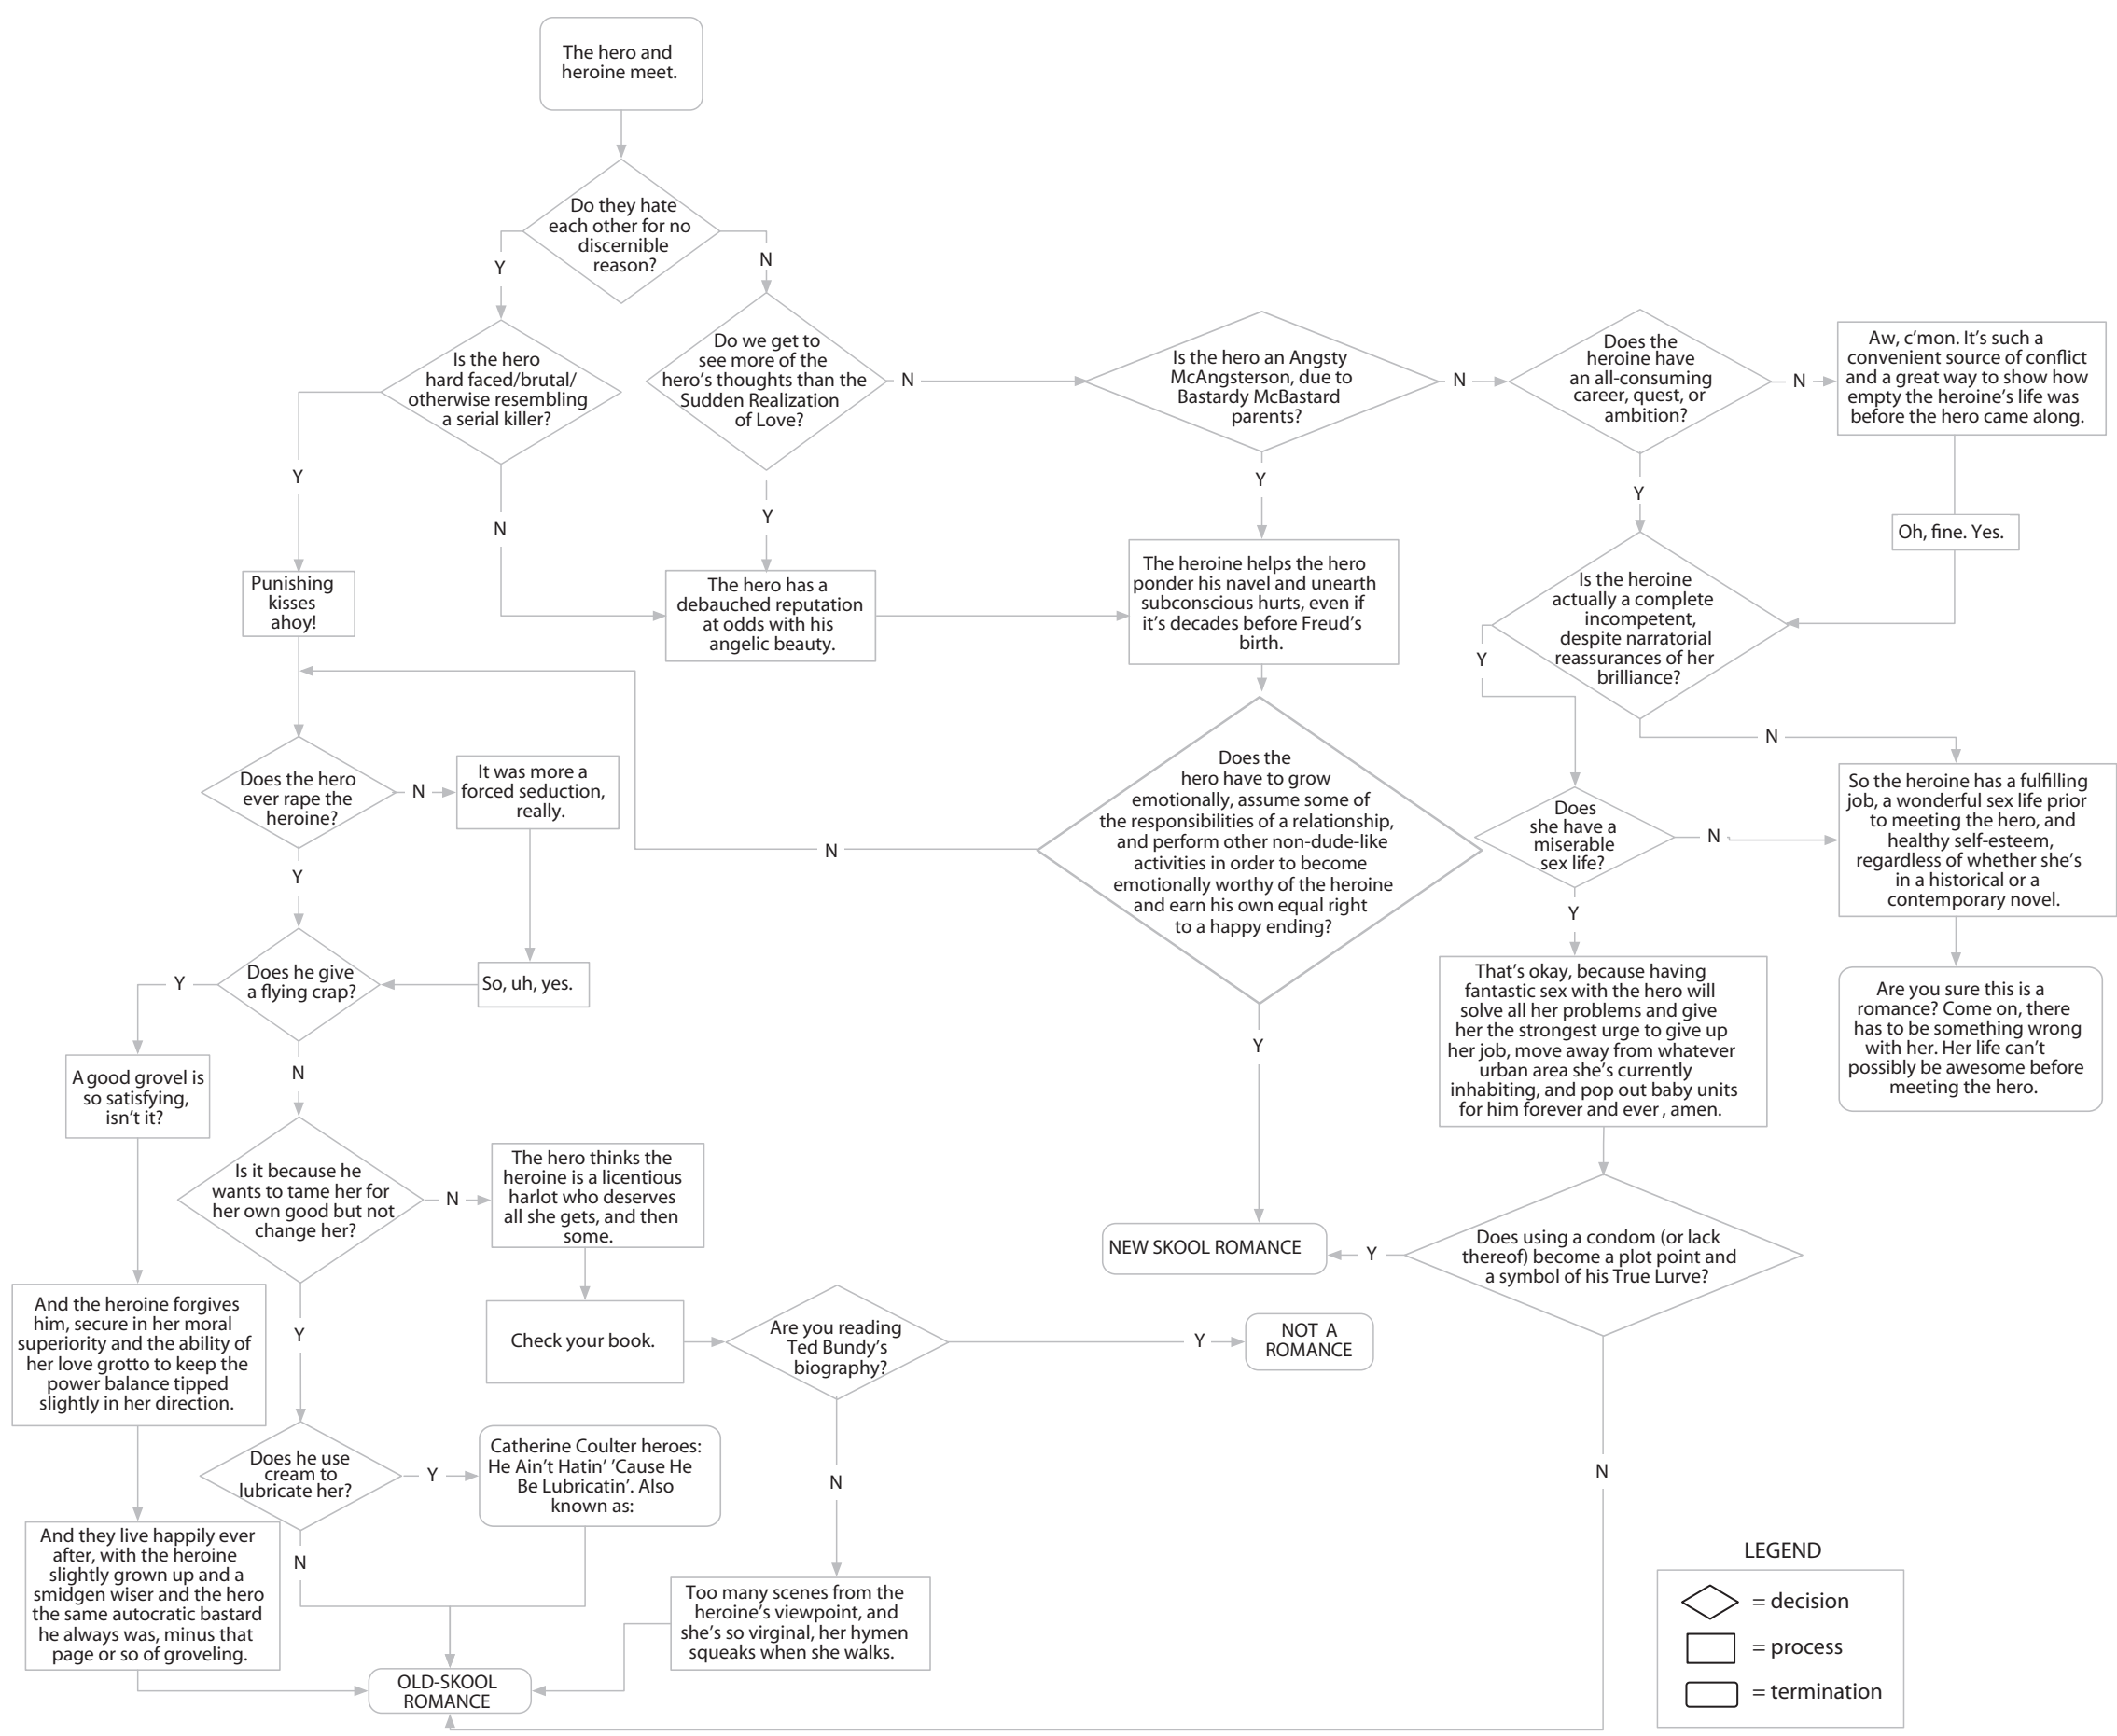 The hero and
heroine meet.
Do they hate
each other for no
discernible
reason?
Y
N
Is the hero
hard faced/brutal/
otherwise resembling
a serial killer?
Do we get to
see more of the
hero’s thoughts than the
Sudden Realization
of Love?
N
Is the hero an Angsty
McAngsterson, due to
Bastardy McBastard
parents?
N
Does the
heroine have
an all-consuming
career, quest, or
ambition?
N
Aw, c’mon. It’s such a
convenient source of conflict
and a great way to show how
empty the heroine’s life was
before the hero came along.
Y
N
Y
Y
Y
Oh, fine. Yes.
Punishing
kisses
ahoy!
The hero has a
debauched reputation
at odds with his
angelic beauty.
The heroine helps the hero
ponder his navel and unearth
subconscious hurts, even if
it’s decades before Freud’s
birth.
Is the heroine
actually a complete
incompetent,
despite narratorial
reassurances of her
brilliance?
Y
N
Does the hero
ever rape the
heroine?
N
It was more a
forced seduction,
really.
Does the
hero have to grow
emotionally, assume some of
the responsibilities of a relationship,
and perform other non-dude-like
activities in order to become
emotionally worthy of the heroine
and earn his own equal right
to a happy ending?
N
Does
she have a
miserable
sex life?
N
So the heroine has a fulfilling
job, a wonderful sex life prior
to meeting the hero, and
healthy self-esteem,
regardless of whether she’s
in a historical or a
contemporary novel.
Y
Y
Does he give
a flying crap?
Y
So, uh, yes.
N
Y
That’s okay, because having
fantastic sex with the hero will
solve all her problems and give
her the strongest urge to give up
her job, move away from whatever
urban area she’s currently
inhabiting, and pop out baby units
for him forever and ever , amen.
Are you sure this is a
romance? Come on, there
has to be something wrong
with her. Her life can’t
possibly be awesome before
meeting the hero.
A good grovel is
so satisfying,
isn’t it?
Is it because he
wants to tame her for
her own good but not
change her?
N
The hero thinks the
heroine is a licentious
harlot who deserves
all she gets, and then
some.
NEW SKOOL ROMANCE
Y
Does using a condom (or lack
thereof) become a plot point and
a symbol of his True Lurve?
And the heroine forgives
him, secure in her moral
superiority and the ability of
her love grotto to keep the
power balance tipped
slightly in her direction.
Y
Check your book.
Are you reading
Ted Bundy’s
biography?
Y
NOT A
ROMANCE
Does he use
cream to
lubricate her?
Y
Catherine Coulter heroes:
He Ain’t Hatin’ ’Cause He
Be Lubricatin’. Also
known as:
N
N
N
And they live happily ever
after, with the heroine
slightly grown up and a
smidgen wiser and the hero
the same autocratic bastard
he always was, minus that
page or so of groveling.
Too many scenes from the
heroine’s viewpoint, and
she’s so virginal, her hymen
squeaks when she walks.
OLD-SKOOL
ROMANCE
LEGEND
= decision
= process
= termination